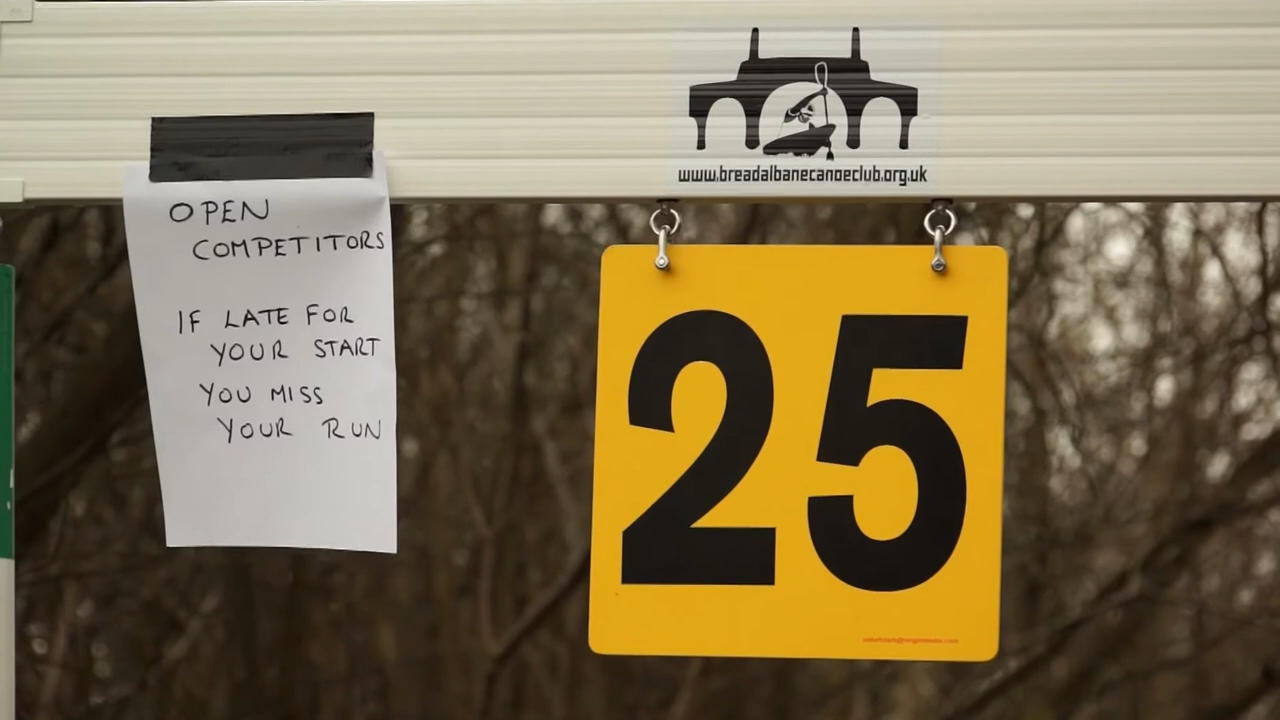 OPEN
COMPETITORS
IF LATE FOR
YOUR START
YOU MISS
YOUR RUN
www.breadalbanecanoeclub.org.uk
25